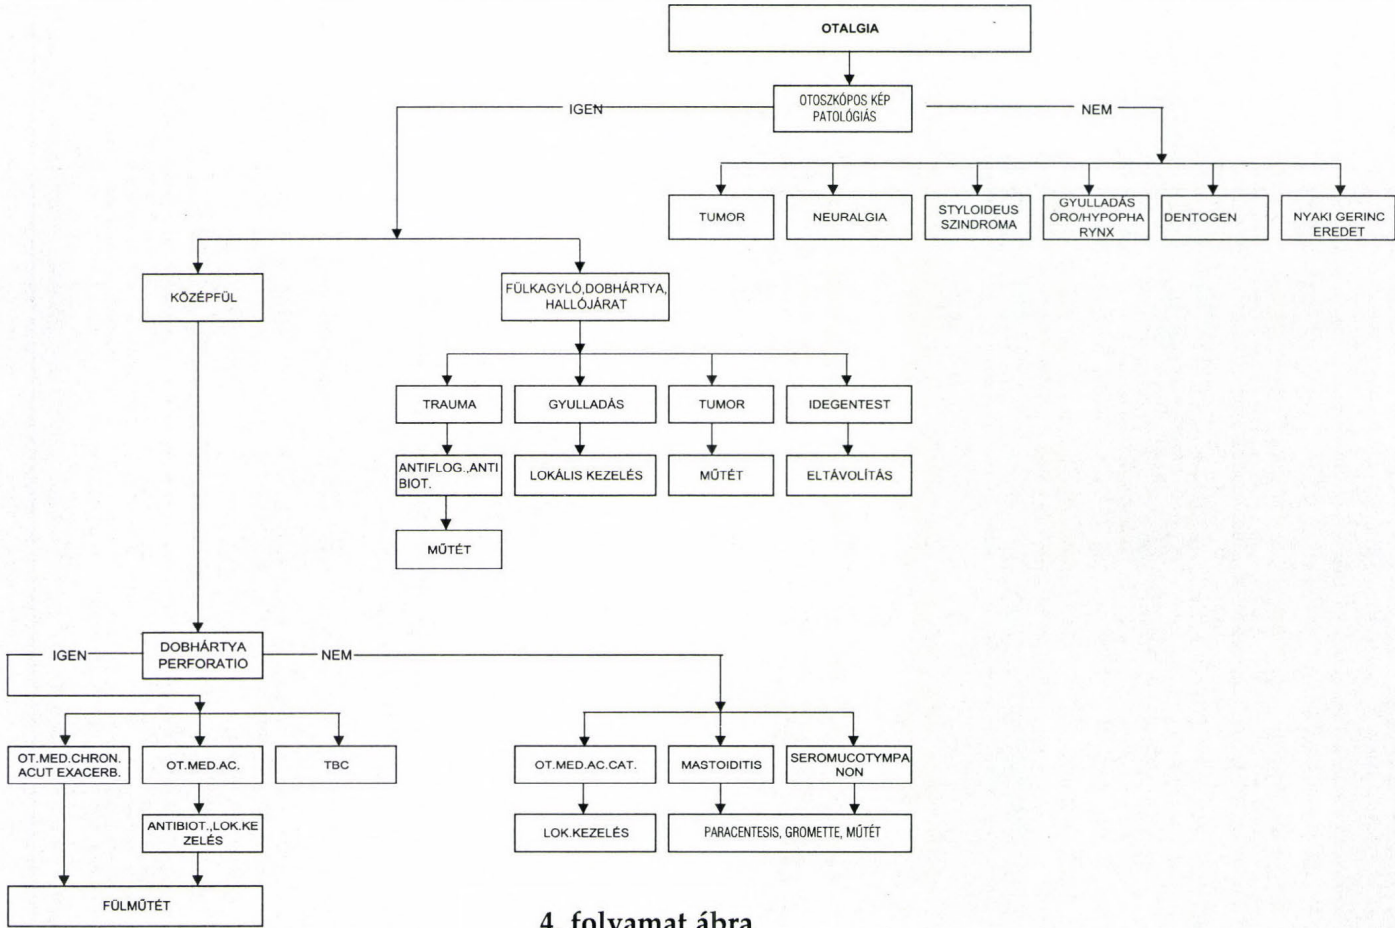 OTALGIA
OTOSZKÓPOS KÉP
PATOLÓGIÁS
IGEN
NEM
TUMOR
NEURALGIA
STYLOIDEUS
SZINDROMA
GYULLADÁS
ORO/HYPOPHA
RYNX
DENTOGEN
NYAKI GERINC
EREDET
KÖZÉPFÜL
FÜLKAGYLÓ,DOBHÁRTYA,
HALLÓJÁRAT
TRAUMA
GYULLADÁS
TUMOR
IDEGENTEST
ANTIFLOG.,ANTI
BIOT.
LOKÁLIS KEZELÉS
MŰTÉT
ELTÁVOLÍTÁS
MŰTÉT
DOBHÁRTYA
PERFORATIO
IGEN
NEM
OT.MED.CHRON.
ACUT EXACERB.
OT.MED.AC.
TBC
OT.MED.AC.CAT.
MASTOIDITIS
SEROMUCOTYMPA
NON
ANTIBIOT.,LOK.KE
ZELÉS
LOK.KEZELÉS
PARACENTESIS, GROMETTE, MŰTÉT
FÜLMŰTÉT
4. folyamat ábra